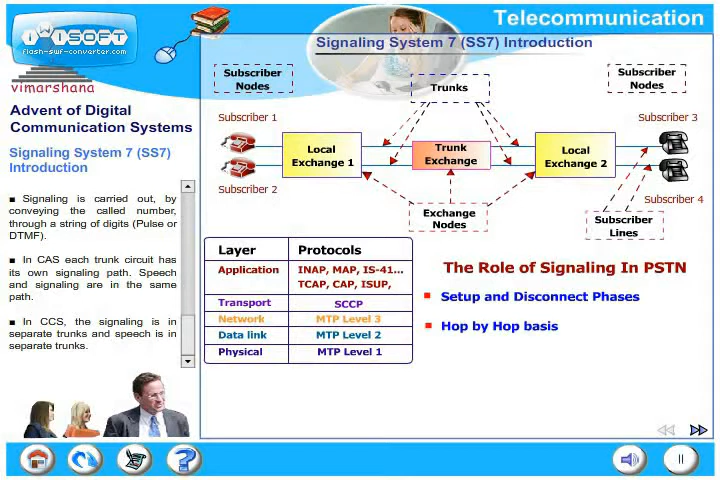 Telecommunication
iWiSOFT
flash-swf-converter.com
Signaling System 7 (SS7) Introduction
vimarshana
Advent of Digital
Communication Systems
Signaling System 7 (SS7)
Introduction
■ Signaling is carried out, by
conveying the called number,
through a string of digits (Pulse or
DTMF).
■ In CAS each trunk circuit has
its own signaling path. Speech
and signaling are in the same
path.
■ In CCS, the signaling is in
separate trunks and speech is in
separate trunks.
Subscriber
Nodes
Trunks
Subscriber
Nodes
Subscriber 1
Subscriber 3
Local
Exchange 1
Trunk
Exchange
Local
Exchange 2
Subscriber 2
Subscriber 4
Exchange
Nodes
Subscriber
Lines
Layer Protocols
Application INAP, MAP, IS-41...
TCAP, CAP, ISUP,
Transport SCCP
Network MTP Level 3
Data link MTP Level 2
Physical MTP Level 1
The Role of Signaling In PSTN
Setup and Disconnect Phases
Hop by Hop basis